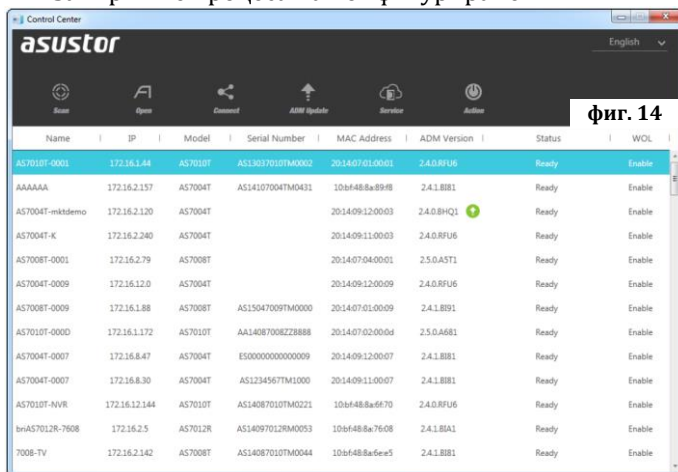 Control Center
asustor
English
Scan Open Connect ADM Update Service Action
фиг. 14
Name IP Model Serial Number MAC Address ADM Version Status WOL
AS7010T-0001 172.16.1.44 AS7010T AS13037010TM0002 20:14:07:01:00:01 2.4.0.RFU6 Ready Enable
AAAAAA 172.16.2.157 AS7004T AS14107004TM0431 10:bf:48:8a:89:f8 2.4.1.BI81 Ready Enable
AS7004T-mktdemo 172.16.2.120 AS7004T 20:14:09:12:00:03 2.4.0.BHQ1 Ready Enable
AS7004T-K 172.16.2.240 AS7004T 20:14:09:11:00:03 2.4.0.RFU6 Ready Enable
AS7008T-0001 172.16.2.79 AS7008T 20:14:07:04:00:01 2.5.0.A5T1 Ready Enable
AS7004T-0009 172.16.12.0 AS7004T 20:14:09:12:00:09 2.4.0.RFU6 Ready Enable
AS7008T-0009 172.16.1.88 AS7008T AS15047009TM0000 20:14:07:01:00:09 2.4.1.BI91 Ready Enable
AS7010T-000D 172.16.1.172 AS7010T AA14087008ZZ8888 20:14:07:02:00:0d 2.5.0.A681 Ready Enable
AS7004T-0007 172.16.8.47 AS7004T ES00000000000009 20:14:09:12:00:07 2.4.1.BI81 Ready Enable
AS7004T-0007 172.16.8.30 AS7004T AS1234567TM1000 20:14:09:11:00:07 2.4.1.BI81 Ready Enable
AS7010T-NVR 172.16.12.144 AS7010T AS14087010TM0221 10:bf:48:8a:6f:70 2.4.0.RFU6 Ready Enable
briAS7012R-7608 172.16.2.5 AS7012R AS14097012RM0053 10:bf:48:8a:76:08 2.4.1.BIA1 Ready Enable
7008-TV 172.16.2.142 AS7008T AS14087010TM0044 10:bf:48:8a:6e:e5 2.4.1.BI81 Ready Enable